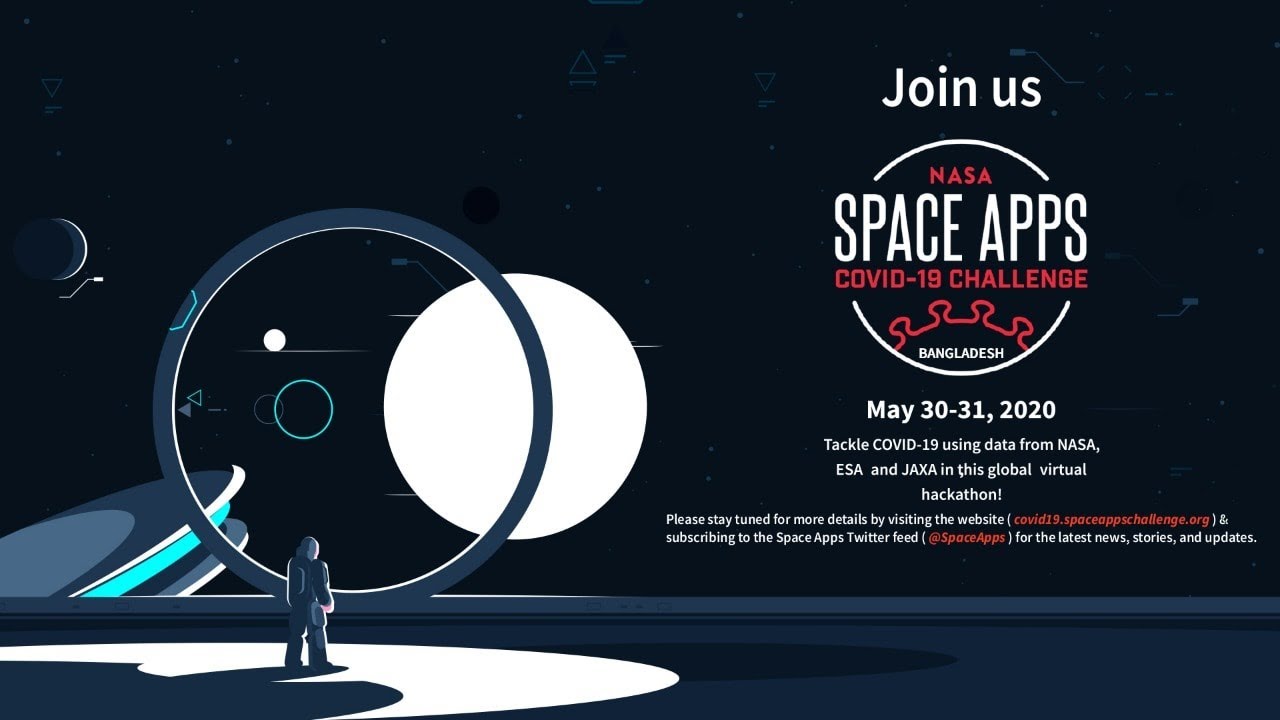 Join us
NASA
SPACE APPS
COVID-19 CHALLENGE
BANGLADESH
May 30-31, 2020
Tackle COVID-19 using data from NASA,
ESA and JAXA in this global virtual
hackathon!
Please stay tuned for more details by visiting the website ( covid19.spaceappschallenge.org ) &
subscribing to the Space Apps Twitter feed ( @SpaceApps ) for the latest news, stories, and updates.